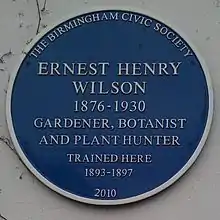 THE BIRMINGHAM CIVIC SOCIETY
ERNEST HENRY
WILSON
1876-1930
GARDENER, BOTANIST
AND PLANT HUNTER
TRAINED HERE
1893-1897
2010